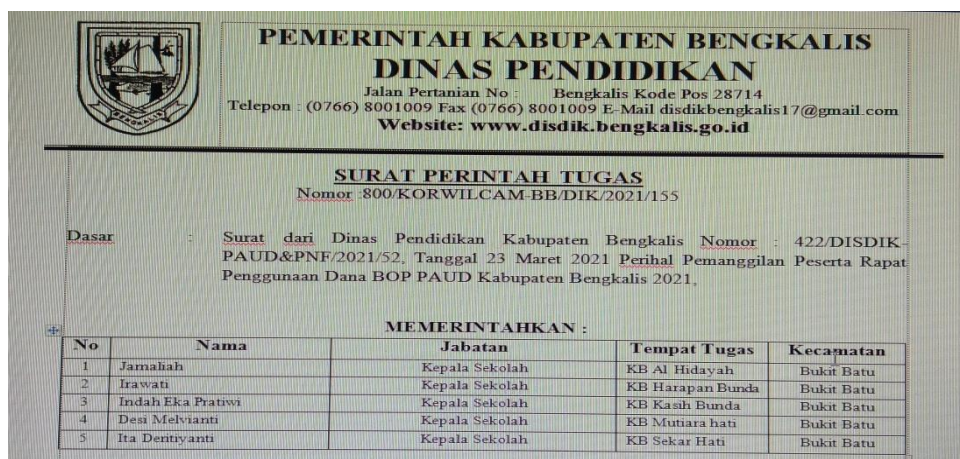 PEMERINTAH KABUPATEN BENGKALIS
DINAS PENDIDIKAN
Jalan Pertanian No : Bengkalis Kode Pos 28714
Telepon : (0766) 8001009 Fax (0766) 8001009 E-Mail disdikbengkalis17@gmail.com
Website: www.disdik.bengkalis.go.id
SURAT PERINTAH TUGAS
Nomor :800/KORWILCAM-BB/DIK/2021/155
Dasar : Surat dari Dinas Pendidikan Kabupaten Bengkalis Nomor : 422/DISDIK-
PAUD&PNF/2021/52, Tanggal 23 Maret 2021 Perihal Pemanggilan Peserta Rapat
Penggunaan Dana BOP PAUD Kabupaten Bengkalis 2021,
MEMERINTAHKAN :
No Nama Jabatan Tempat Tugas Kecamatan
1 Jamaliah Kepala Sekolah KB Al Hidayah Bukit Batu
2 Irawati Kepala Sekolah KB Harapan Bunda Bukit Batu
3 Indah Eka Pratiwi Kepala Sekolah KB Kasih Bunda Bukit Batu
4 Desi Melvianti Kepala Sekolah KB Mutiara hati Bukit Batu
5 Ita Deritiyanti Kepala Sekolah KB Sekar Hati Bukit Batu